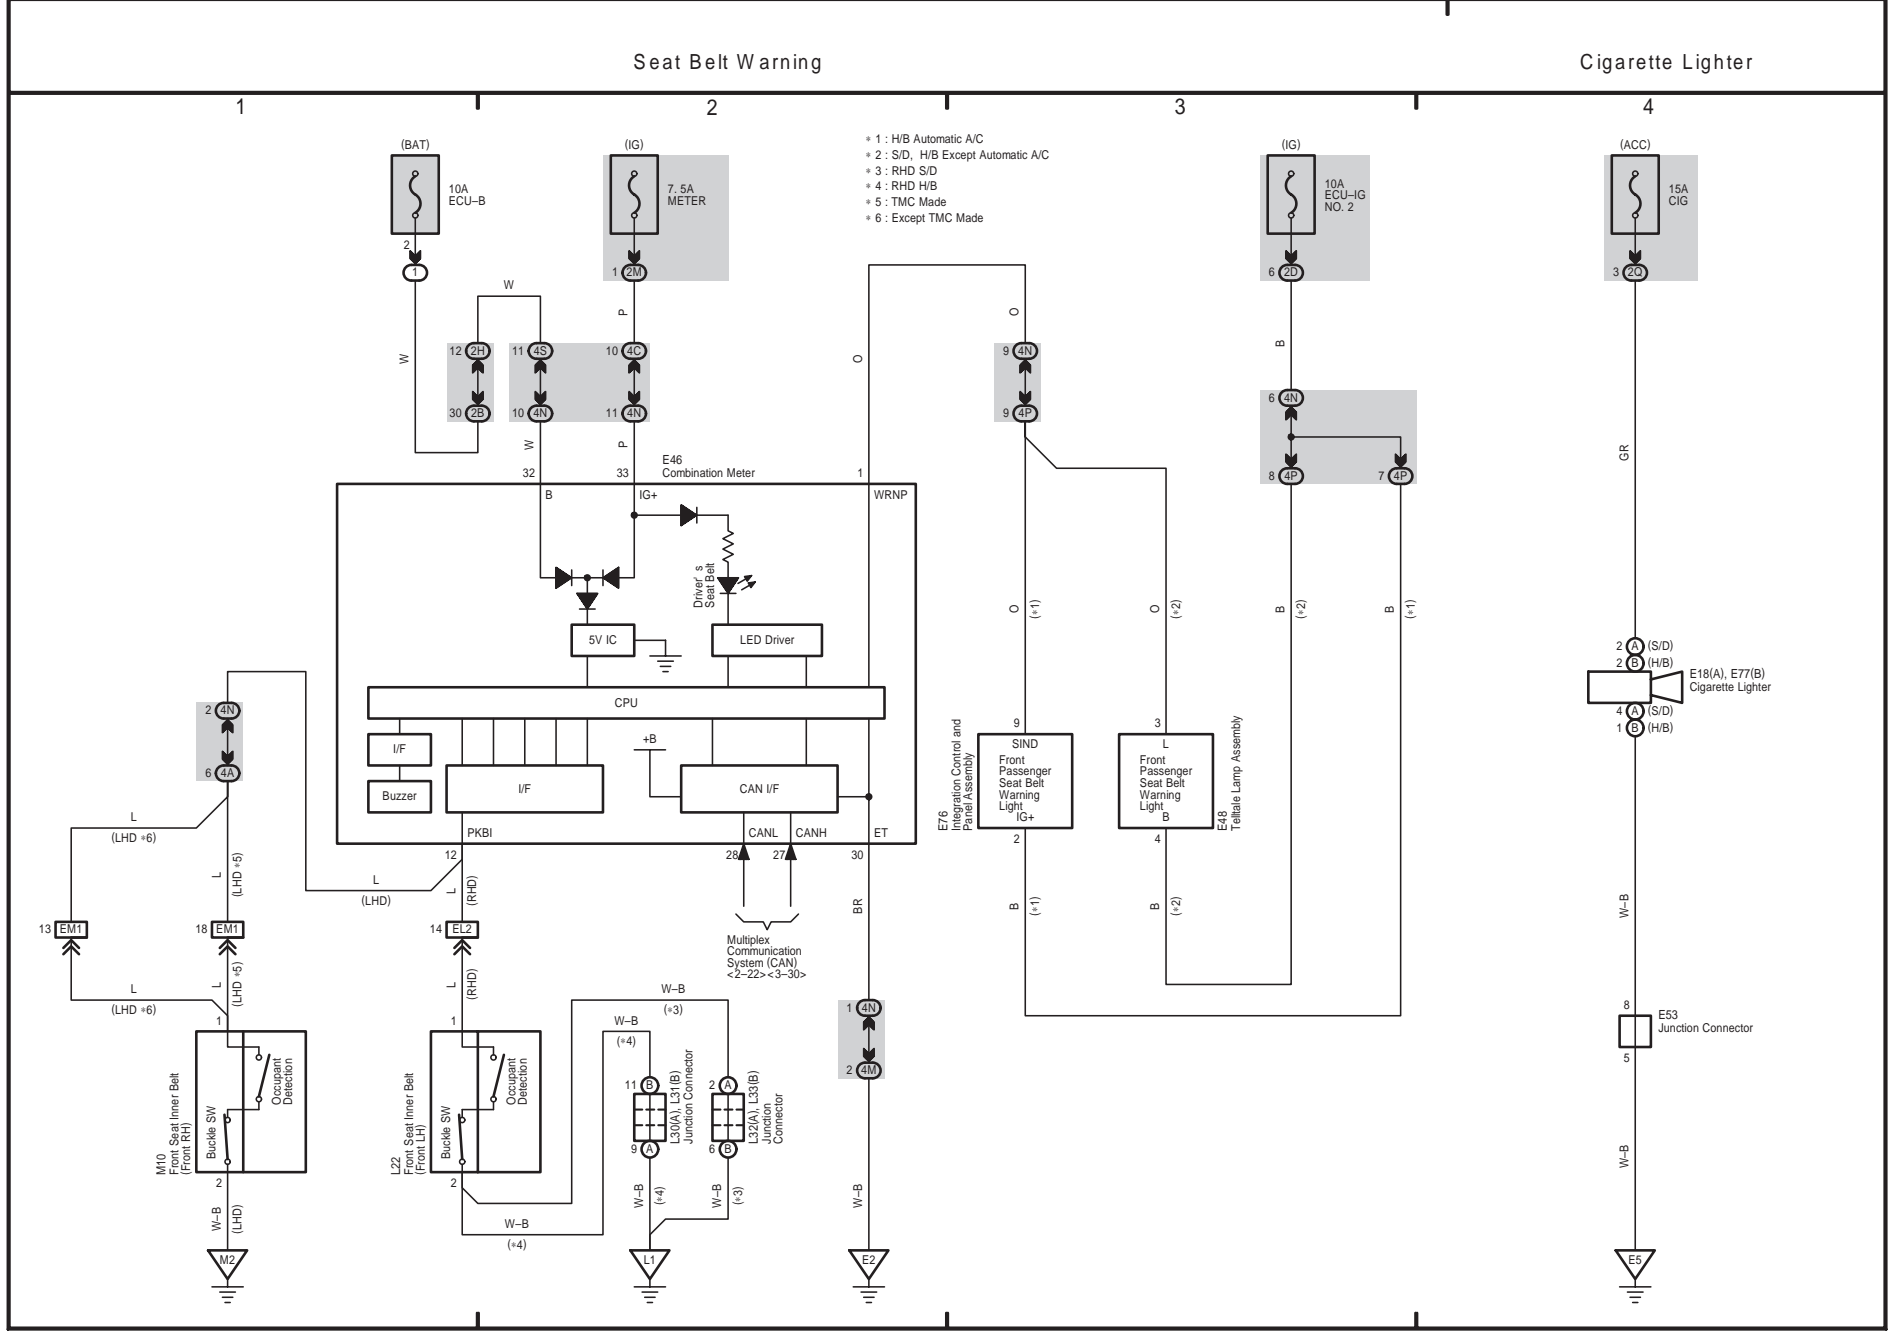 Seat Belt Warning
Cigarette Lighter
1
2
3
4
(BAT)
10A
ECU–B
2
1
(IG)
7. 5A
METER
1 2M
∗ 1 : H/B Automatic A/C
∗ 2 : S/D, H/B Except Automatic A/C
∗ 3 : RHD S/D
∗ 4 : RHD H/B
∗ 5 : TMC Made
∗ 6 : Except TMC Made
(IG)
10A
ECU–IG
NO. 2
6 2D
(ACC)
15A
CIG
3 2Q
W
W
P
O
O
B
GR
12 2H
11 4S
10 4C
9 4N
30 2B
10 4N
11 4N
9 4P
6 4N
8 4P
7 4P
W
P
E46
Combination Meter
32
33
1
B
IG+
WRNP
Driver' s
Seat Belt
5V IC
LED Driver
CPU
I/F
Buzzer
I/F
+B
CAN I/F
PKBI
CANL
CANH
ET
12
28
27
30
O
(∗1)
O
(∗2)
B
(∗2)
B
(∗1)
2 A (S/D)
2 B (H/B)
E18(A), E77(B)
Cigarette Lighter
4 A (S/D)
1 B (H/B)
2 4N
6 4A
L
(LHD ∗6)
L
(LHD ∗5)
L
(LHD)
L
(RHD)
9
SIND
Front
Passenger
Seat Belt
Warning
Light
IG+
2
E76
Integration Control and
Panel Assembly
3
L
Front
Passenger
Seat Belt
Warning
Light
B
4
E48
Telltale Lamp Assembly
13 EM1
18 EM1
14 EL2
BR
B
(∗1)
B
(∗2)
W–B
Multiplex
Communication
System (CAN)
<2–22><3–30>
L
(LHD ∗6)
L
(LHD ∗5)
L
(RHD)
W–B
(∗3)
W–B
(∗4)
1 4N
2 4M
8
E53
Junction Connector
5
1
Occupant
Detection
Buckle SW
M10
Front Seat Inner Belt
(Front RH)
2
1
Occupant
Detection
Buckle SW
L22
Front Seat Inner Belt
(Front LH)
2
11 B
9 A
L30(A), L31(B)
Junction Connector
2 A
6 B
L32(A), L33(B)
Junction
Connector
W–B
(LHD)
W–B
(∗4)
W–B
(∗4)
W–B
(∗3)
W–B
W–B
M2
L1
E2
E5